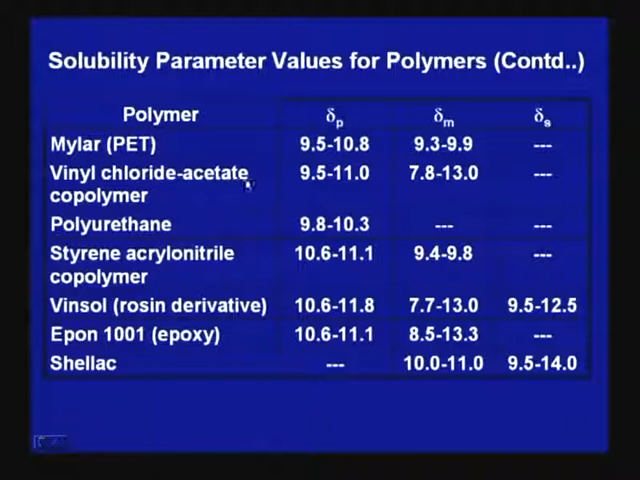 Solubility Parameter Values for Polymers (Contd..)
Polymer δp δm δs
Mylar (PET) 9.5-10.8 9.3-9.9 ---
Vinyl chloride-acetate 9.5-11.0 7.8-13.0 ---
copolymer
Polyurethane 9.8-10.3 --- ---
Styrene acrylonitrile 10.6-11.1 9.4-9.8 ---
copolymer
Vinsol (rosin derivative) 10.6-11.8 7.7-13.0 9.5-12.5
Epon 1001 (epoxy) 10.6-11.1 8.5-13.3 ---
Shellac --- 10.0-11.0 9.5-14.0